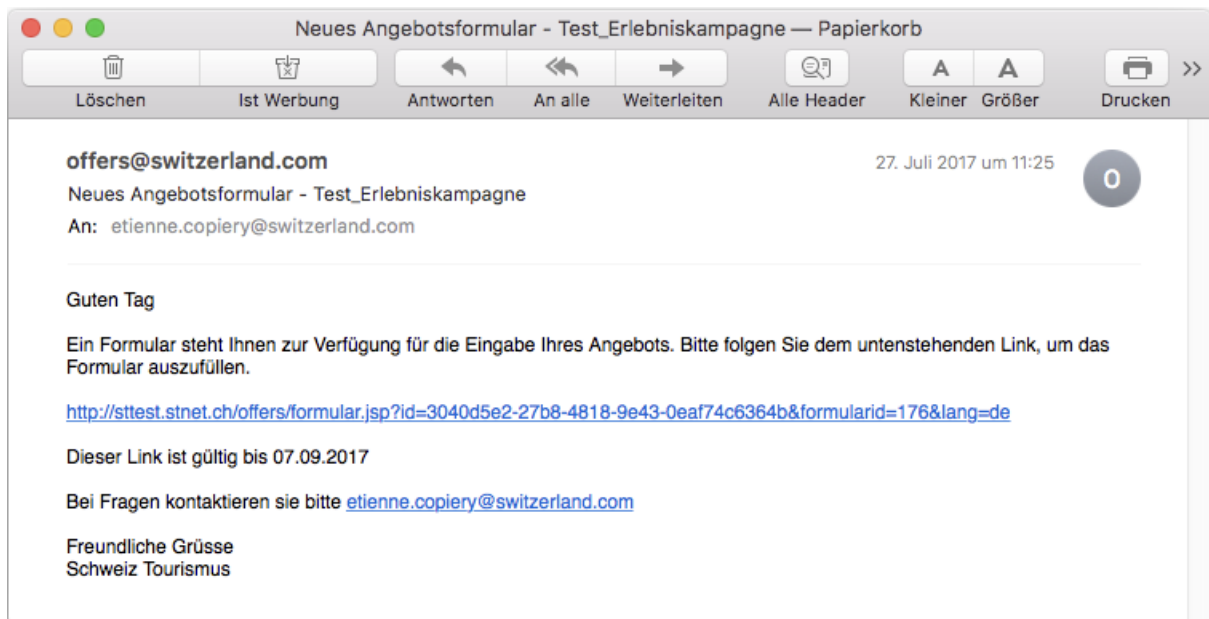 Neues Angebotsformular - Test_Erlebniskampagne — Papierkorb
Löschen Ist Werbung Antworten An alle Weiterleiten Alle Header Kleiner Größer Drucken
offers@switzerland.com 27. Juli 2017 um 11:25
O
Neues Angebotsformular - Test_Erlebniskampagne
An: etienne.copiery@switzerland.com
Guten Tag
Ein Formular steht Ihnen zur Verfügung für die Eingabe Ihres Angebots. Bitte folgen Sie dem untenstehenden Link, um das
Formular auszufüllen.
http://sttest.stnet.ch/offers/formular.jsp?id=3040d5e2-27b8-4818-9e43-0eaf74c6364b&formularid=176&lang=de
Dieser Link ist gültig bis 07.09.2017
Bei Fragen kontaktieren sie bitte etienne.copiery@switzerland.com
Freundliche Grüsse
Schweiz Tourismus